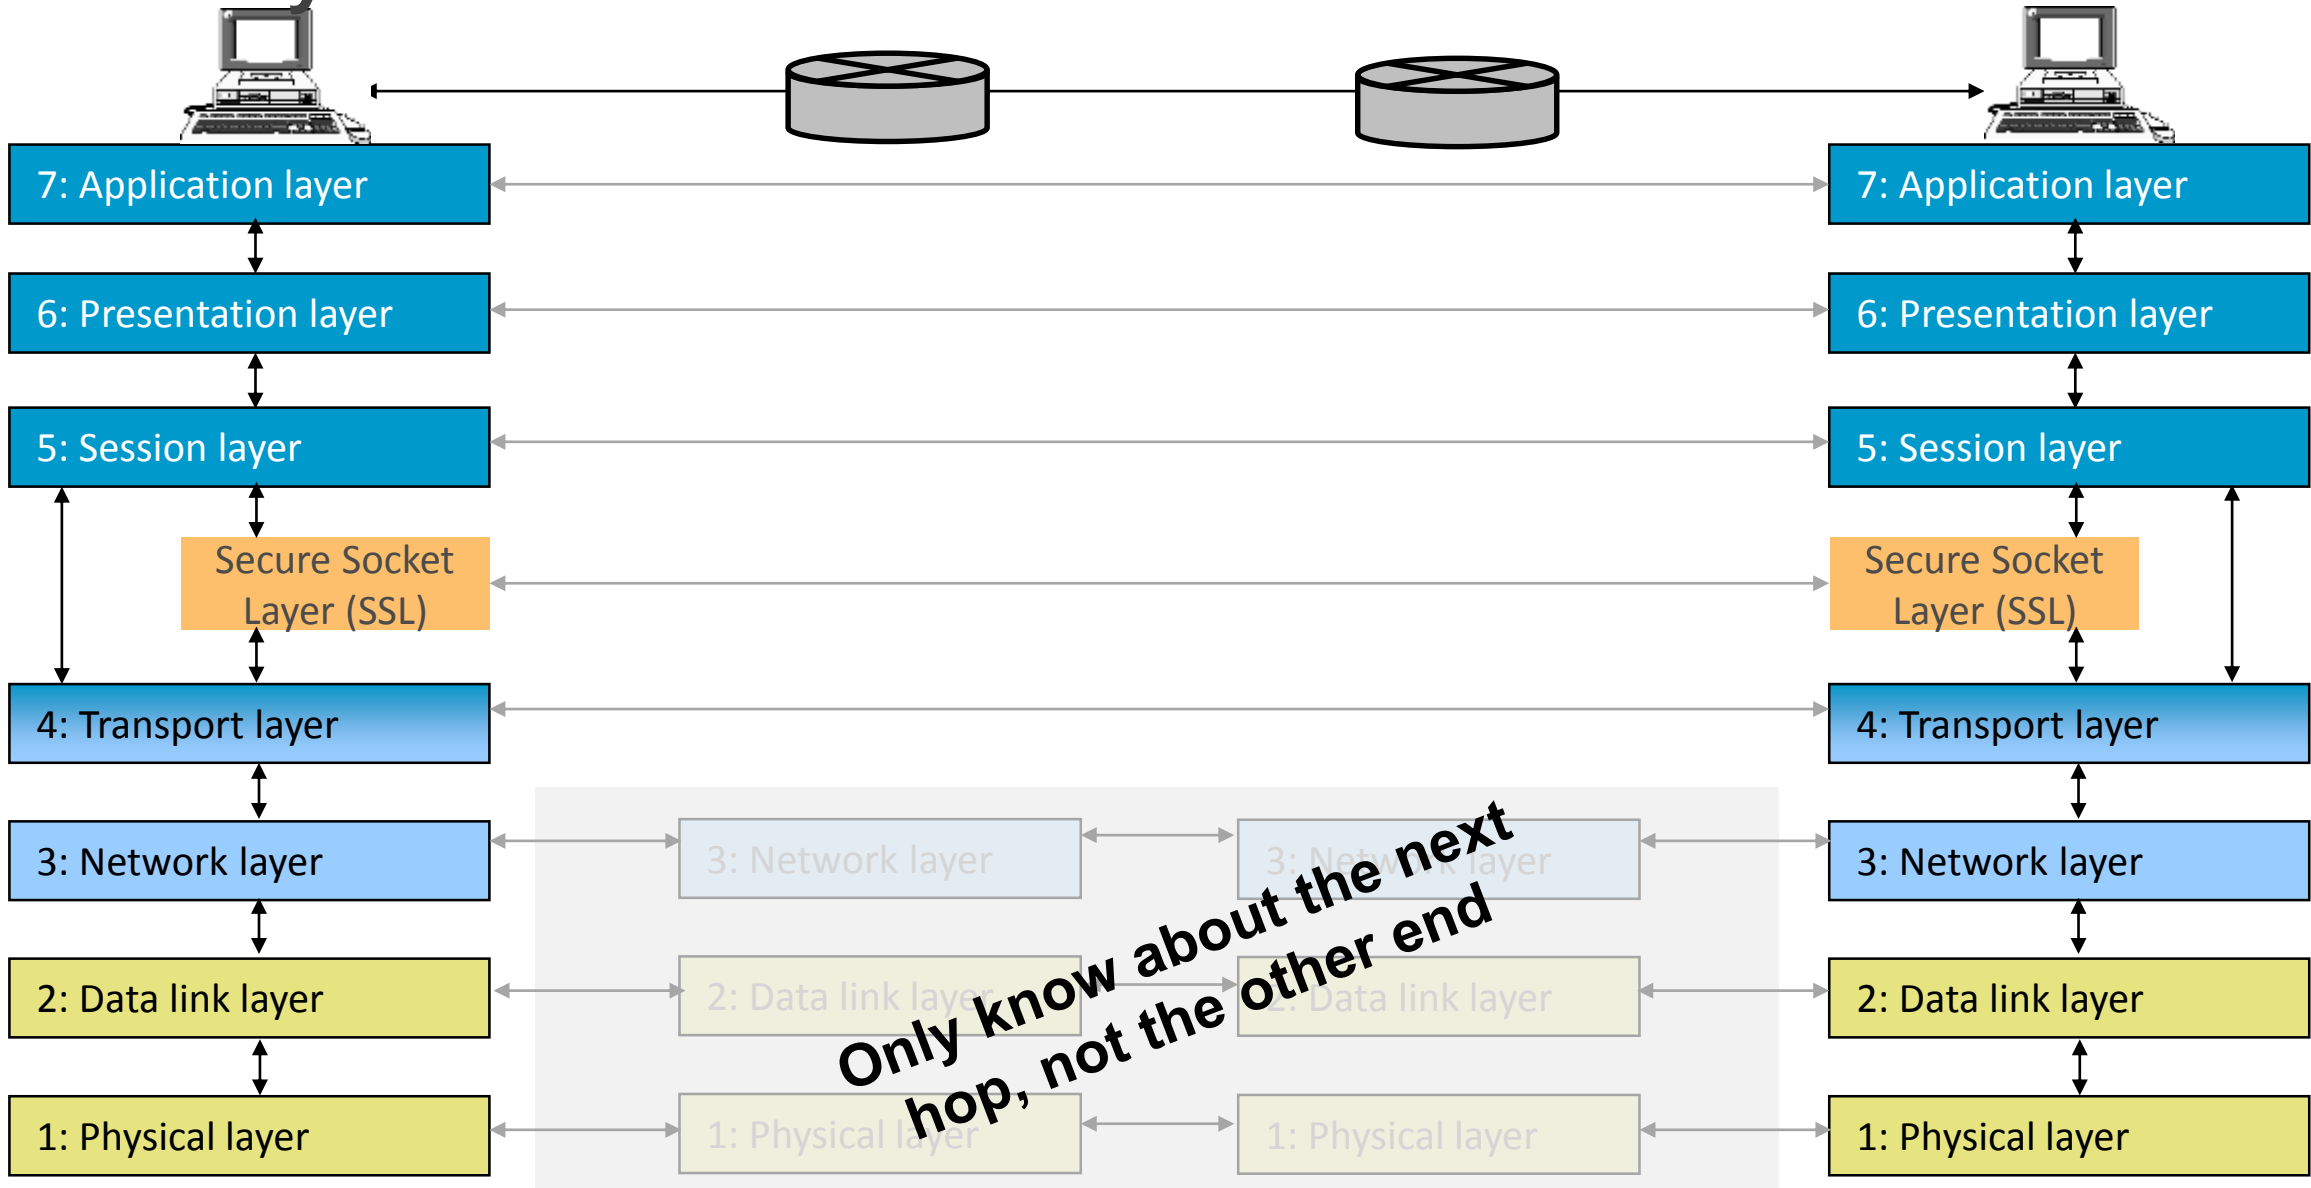 7: Application layer
7: Application layer
6: Presentation layer
6: Presentation layer
5: Session layer
5: Session layer
Secure Socket
Layer (SSL)
Secure Socket
Layer (SSL)
4: Transport layer
4: Transport layer
3: Network layer
3: Network layer
3: Network layer
3: Network layer
Only know about the next
hop, not the other end
2: Data link layer
2: Data link layer
2: Data link layer
2: Data link layer
1: Physical layer
1: Physical layer
1: Physical layer
1: Physical layer